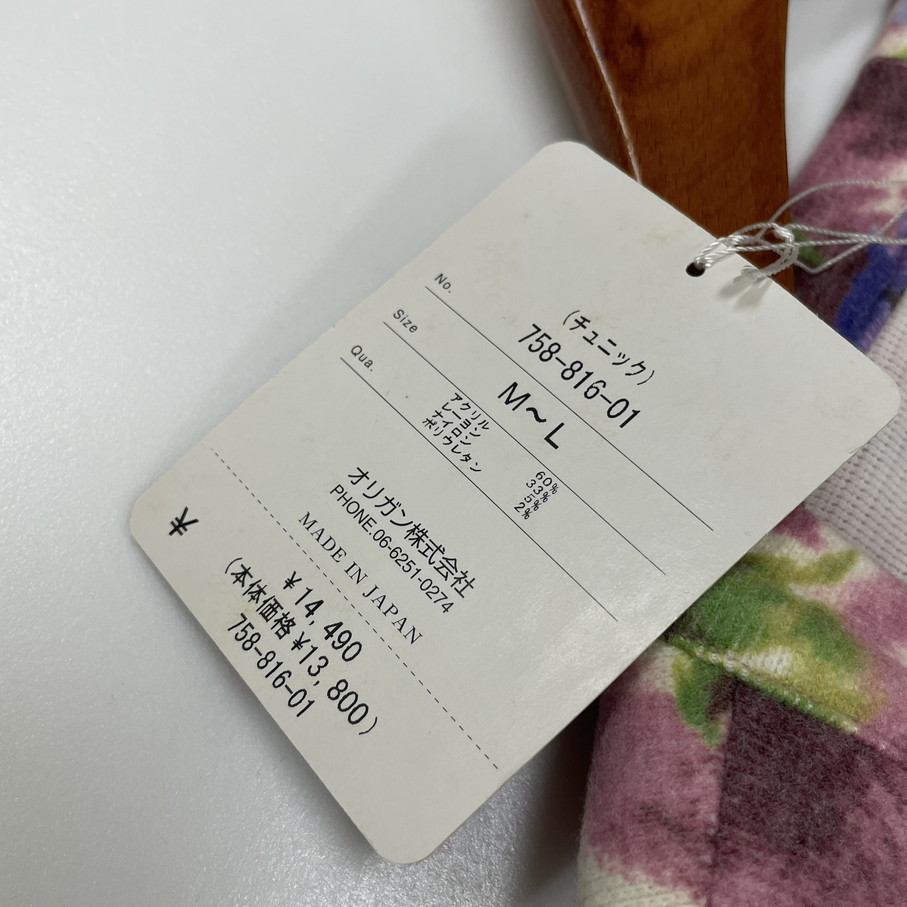 No.
(チュニック)
758-816-01
Size
M～L
Qua.
アクリル 60%
レーヨン 33%
ナイロン 5%
ポリウレタン 2%
オリガン株式会社
PHONE.06-6251-0274
MADE IN JAPAN
¥
¥14,490
(本体価格¥13,800)
758-816-01